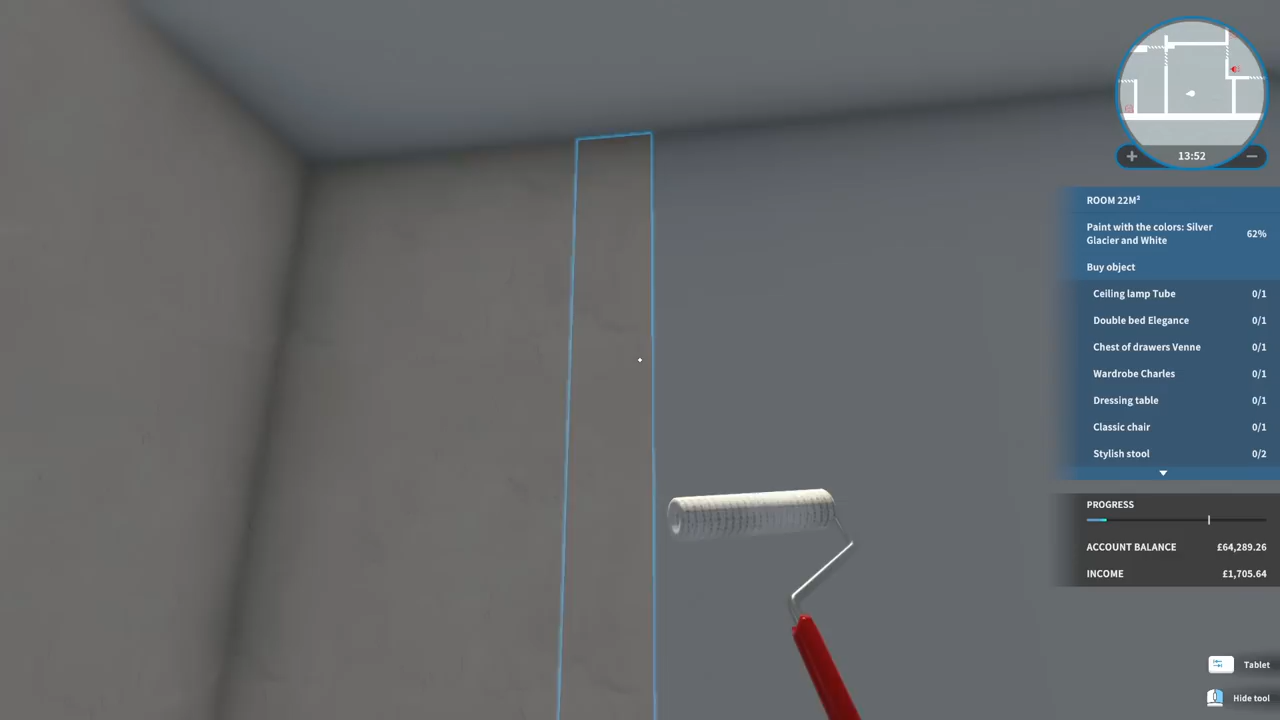 13:52
ROOM 22M²
Paint with the colors: Silver
Glacier and White
62%
Buy object
Ceiling lamp Tube 0/1
Double bed Elegance 0/1
Chest of drawers Venne 0/1
Wardrobe Charles 0/1
Dressing table 0/1
Classic chair 0/1
Stylish stool 0/2
PROGRESS
ACCOUNT BALANCE £64,289.26
INCOME £1,705.64
Tablet
Hide tool